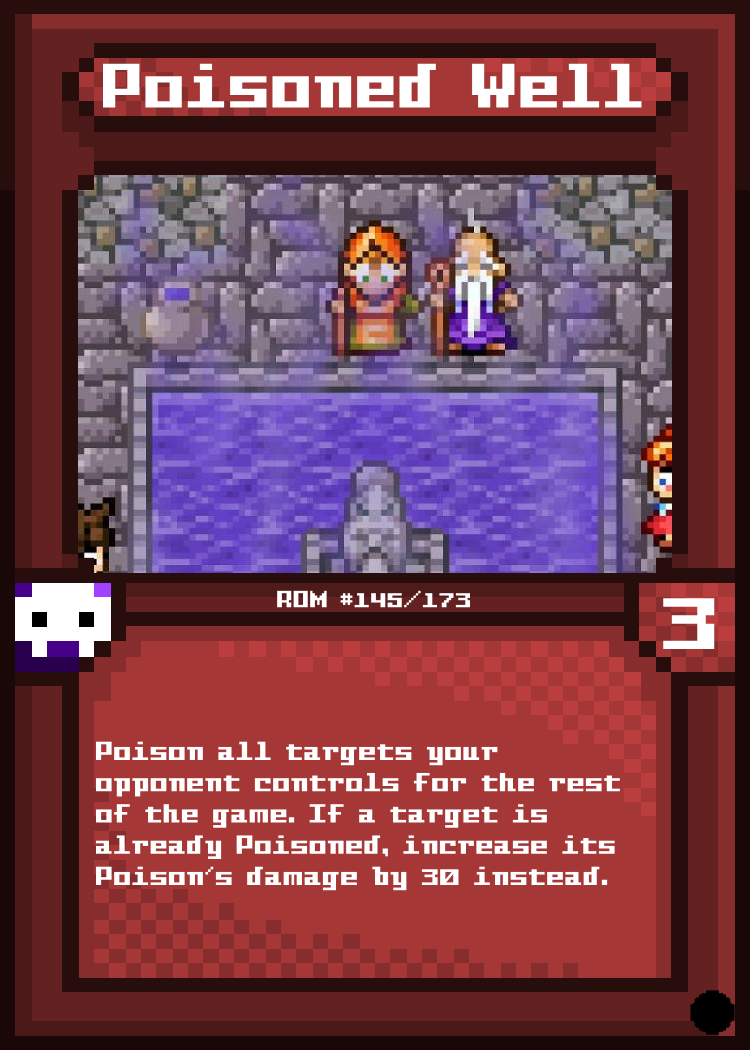 Poisoned Well
ROM #145/173
3
Poison all targets your
opponent controls for the rest
of the game. If a target is
already Poisoned, increase its
Poison's damage by 30 instead.